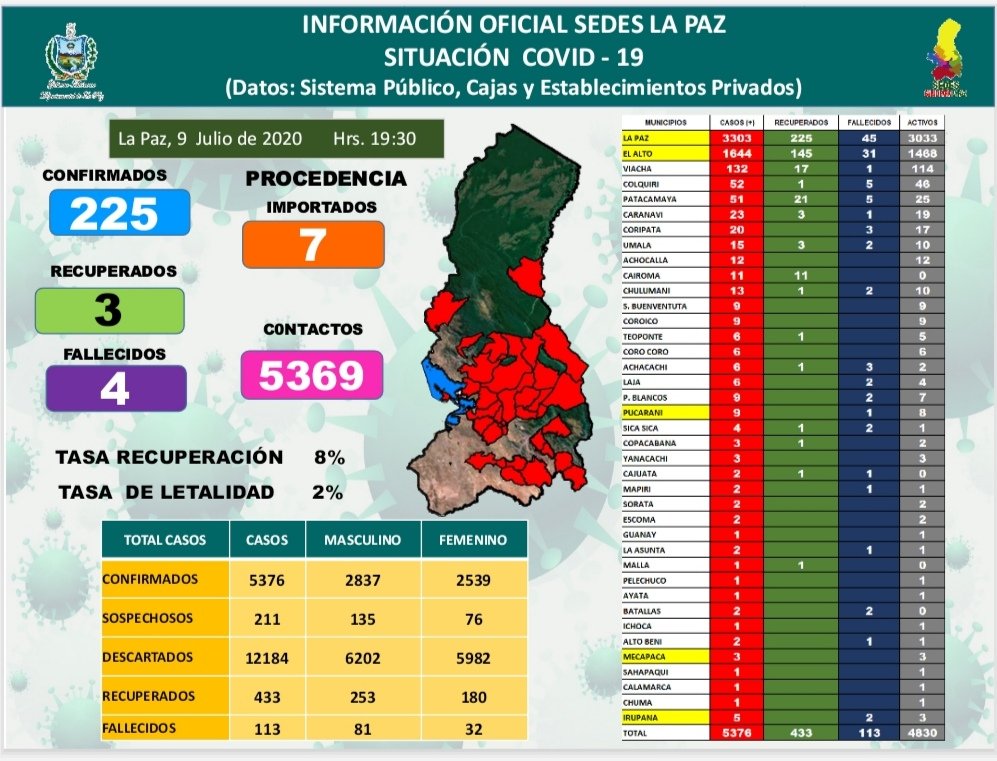 INFORMACIÓN OFICIAL SEDES LA PAZ
SITUACIÓN COVID - 19
(Datos: Sistema Público, Cajas y Establecimientos Privados)
La Paz, 9 Julio de 2020 Hrs. 19:30
CONFIRMADOS
225
RECUPERADOS
3
FALLECIDOS
4
PROCEDENCIA
IMPORTADOS
7
CONTACTOS
5369
TASA RECUPERACIÓN 8%
TASA DE LETALIDAD 2%
TOTAL CASOS CASOS MASCULINO FEMENINO
CONFIRMADOS 5376 2837 2539
SOSPECHOSOS 211 135 76
DESCARTADOS 12184 6202 5982
RECUPERADOS 433 253 180
FALLECIDOS 113 81 32
MUNICIPIOS CASOS (+) RECUPERADOS FALLECIDOS ACTIVOS
LA PAZ 3303 225 45 3033
EL ALTO 1644 145 31 1468
VIACHA 132 17 1 114
COLQUIRI 52 1 5 46
PATACAMAYA 51 21 5 25
CARANAVI 23 3 1 19
CORIPATA 20 3 17
UMALA 15 3 2 10
ACHOCALLA 12 12
CAIROMA 11 11 0
CHULUMANI 13 1 2 10
S. BUENVENTUTA 9 9
COROICO 9 9
TEOPONTE 6 1 5
CORO CORO 6 6
ACHACACHI 6 1 3 2
LAJA 6 2 4
P. BLANCOS 9 2 7
PUCARANI 9 1 8
SICA SICA 4 1 2 1
COPACABANA 3 1 2
YANACACHI 3 3
CAJUATA 2 1 1 0
MAPIRI 2 1 1
SORATA 2 2
ESCOMA 2 2
GUANAY 1 1
LA ASUNTA 2 1 1
MALLA 1 1 0
PELECHUCO 1 1
AYATA 1 1
BATALLAS 2 2 0
ICHOCA 1 1
ALTO BENI 2 1 1
MECAPACA 3 3
SAHAPAQUI 1 1
CALAMARCA 1 1
CHUMA 1 1
IRUPANA 5 2 3
TOTAL 5376 433 113 4830